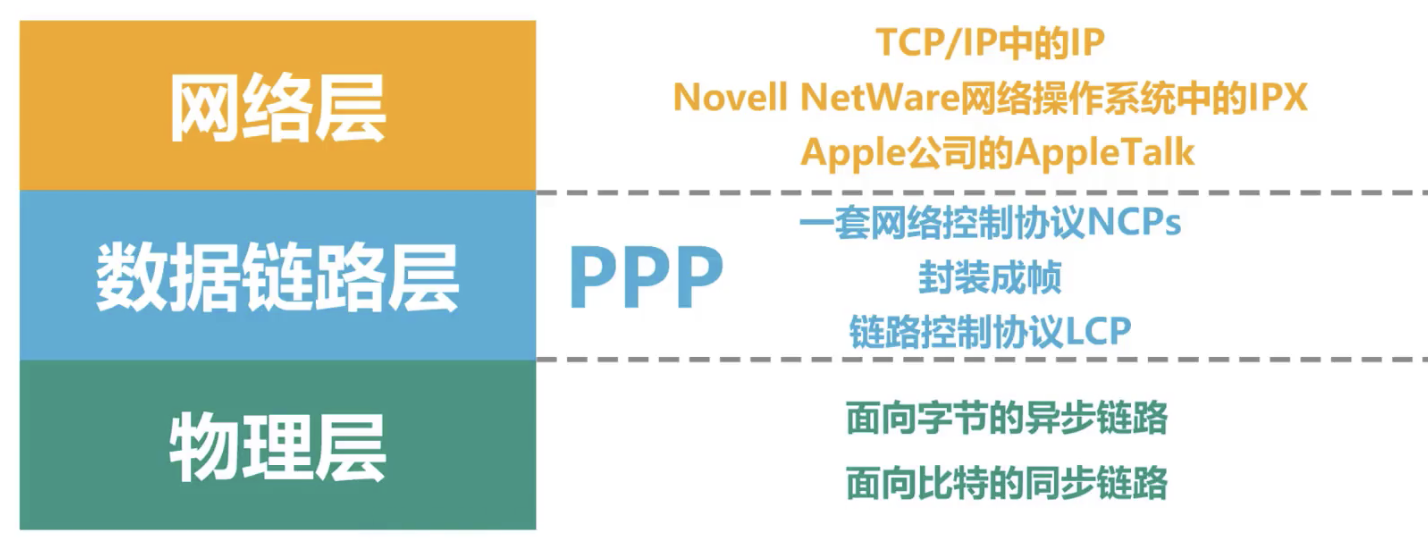 网络层
TCP/IP中的IP
Novell NetWare网络操作系统中的IPX
Apple公司的AppleTalk
数据链路层
PPP
一套网络控制协议NCPs
封装成帧
链路控制协议LCP
物理层
面向字节的异步链路
面向比特的同步链路